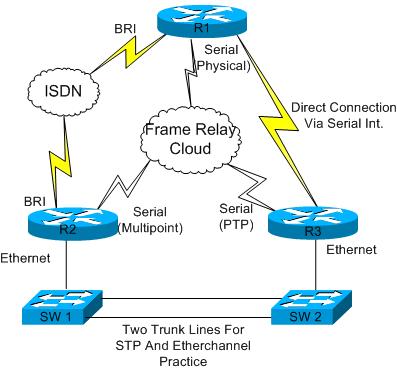 BRI
R1
Serial
(Physical)
ISDN
Direct Connection
Via Serial Int.
Frame Relay
Cloud
BRI
R2
Serial
(Multipoint)
Serial
(PTP)
R3
Ethernet
Ethernet
SW 1
SW 2
Two Trunk Lines For
STP And Etherchannel
Practice